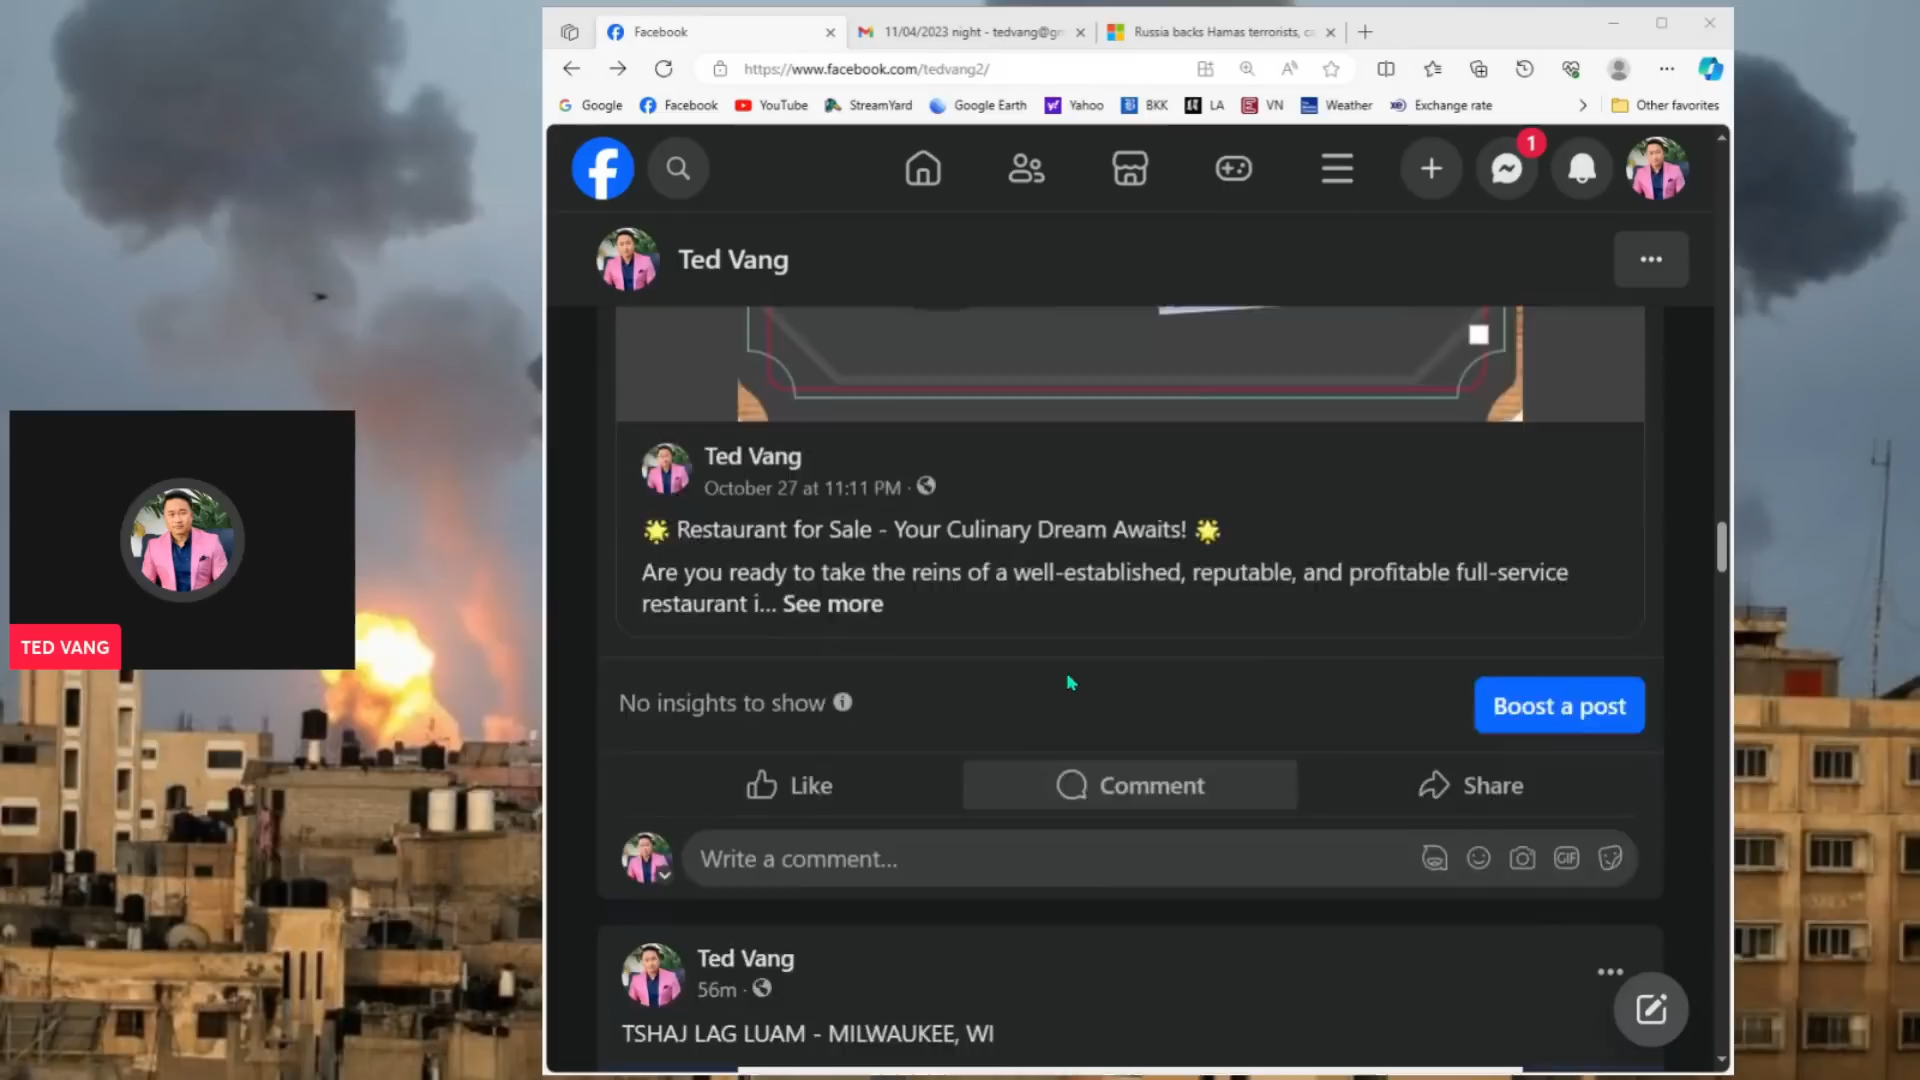 Facebook
11/04/2023 night - tedvang@gm
Russia backs Hamas terrorists, ca
https://www.facebook.com/tedvang2/
Google
Facebook
YouTube
StreamYard
Google Earth
Yahoo
BKK
LA
VN
Weather
Exchange rate
Other favorites
1
Ted Vang
Ted Vang
October 27 at 11:11 PM ·
Restaurant for Sale - Your Culinary Dream Awaits!
Are you ready to take the reins of a well-established, reputable, and profitable full-service
restaurant i... See more
TED VANG
No insights to show
Boost a post
Like
Comment
Share
Write a comment...
GIF
Ted Vang
56m ·
TSHAJ LAG LUAM - MILWAUKEE, WI